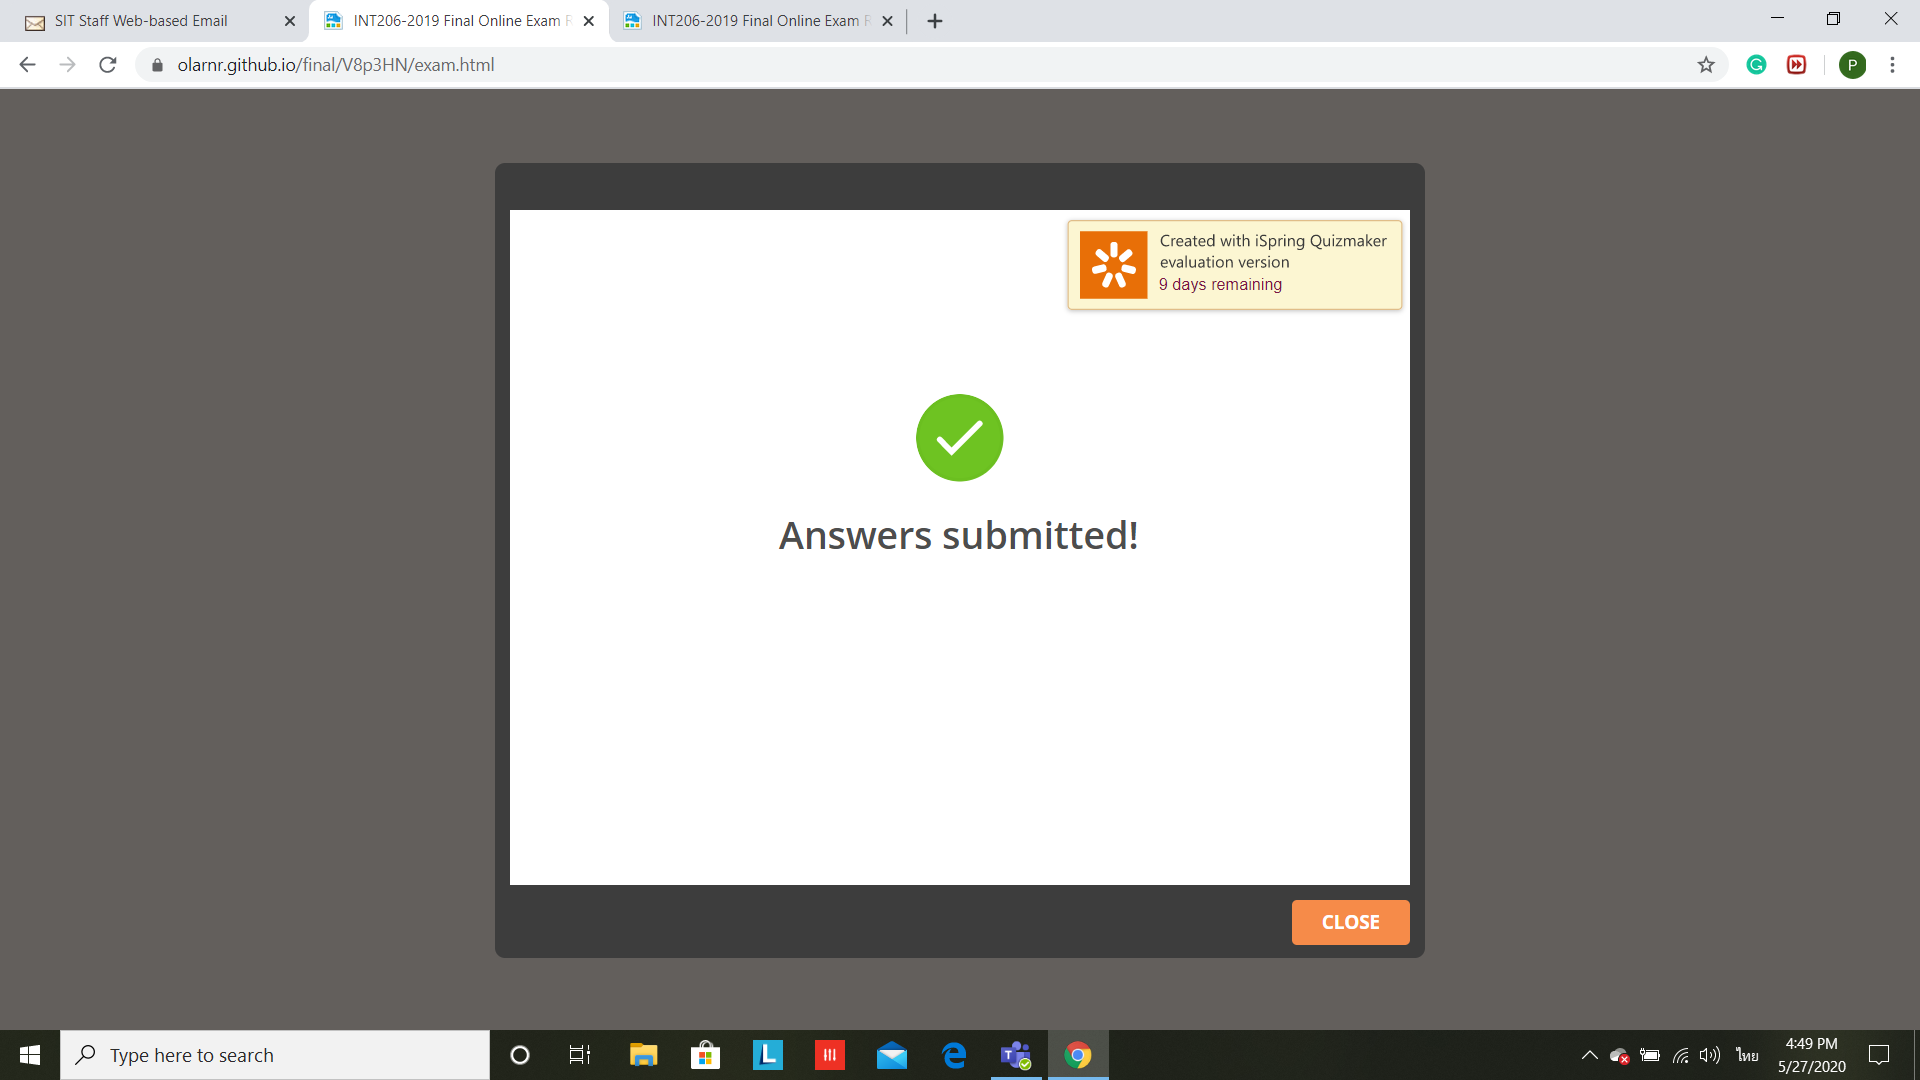 SIT Staff Web-based Email
INT206-2019 Final Online Exam
INT206-2019 Final Online Exam
olarnr.github.io/final/V8p3HN/exam.html
P
Created with iSpring Quizmaker
evaluation version
9 days remaining
Answers submitted!
CLOSE
Type here to search
ไทย
4:49 PM
5/27/2020